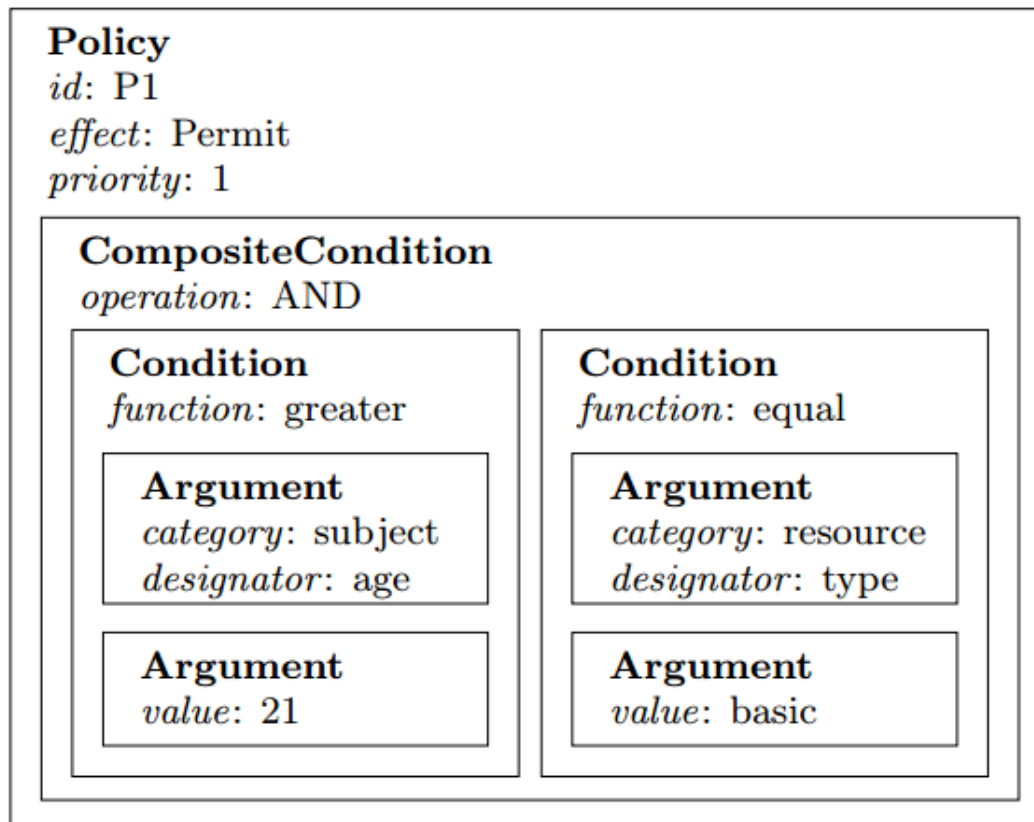 Policy
id: P1
effect: Permit
priority: 1
CompositeCondition
operation: AND
Condition
function: greater
Argument
category: subject
designator: age
Argument
value: 21
Condition
function: equal
Argument
category: resource
designator: type
Argument
value: basic